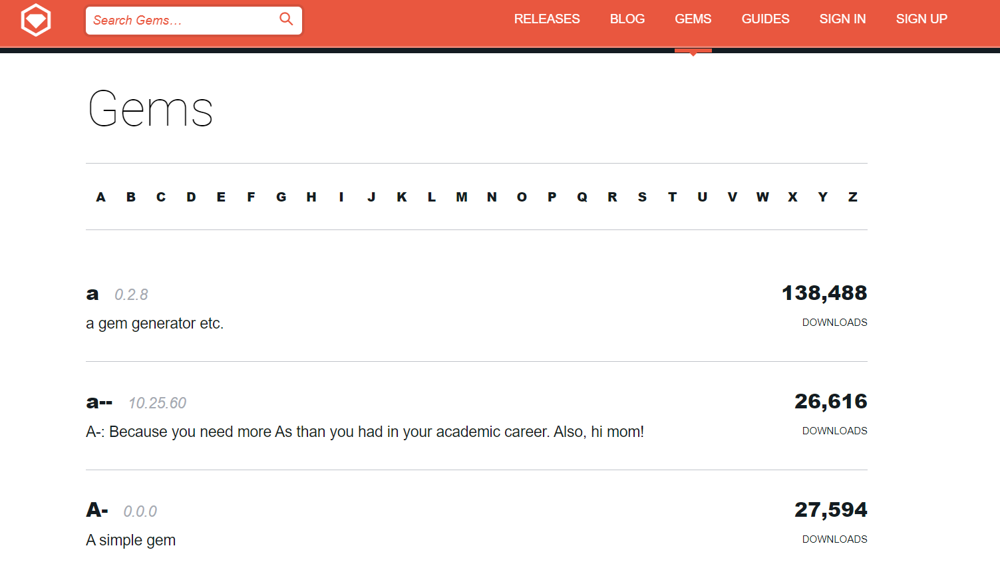 Search Gems...
RELEASES BLOG GEMS GUIDES SIGN IN SIGN UP
Gems
A B C D E F G H I J K L M N O P Q R S T U V W X Y Z
a 0.2.8 138,488
a gem generator etc. DOWNLOADS
a-- 10.25.60 26,616
A-: Because you need more As than you had in your academic career. Also, hi mom! DOWNLOADS
A- 0.0.0 27,594
A simple gem DOWNLOADS